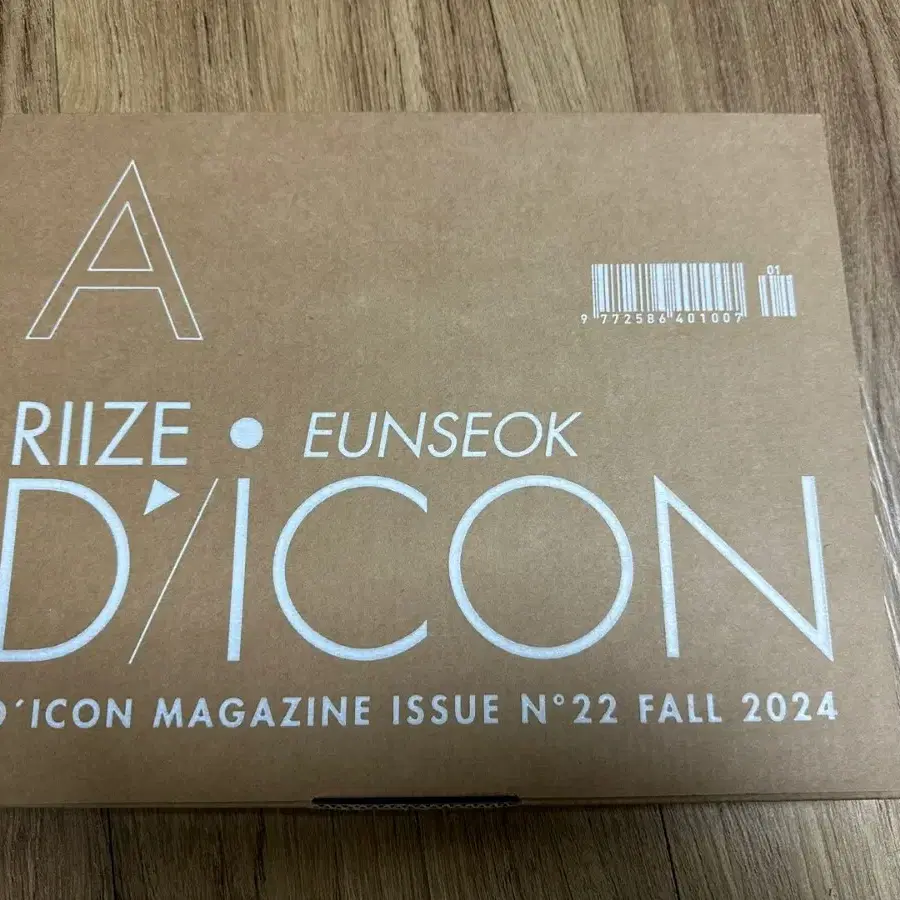 A
01
9 772586 401007
RIIZE • EUNSEOK
D'/ICON
D'ICON MAGAZINE ISSUE N°22 FALL 2024